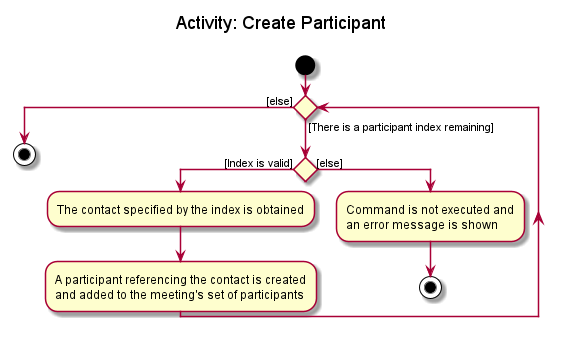 Activity: Create Participant
[else]
[There is a participant index remaining]
[Index is valid]
[else]
The contact specified by the index is obtained
Command is not executed and
an error message is shown
A participant referencing the contact is created
and added to the meeting's set of participants